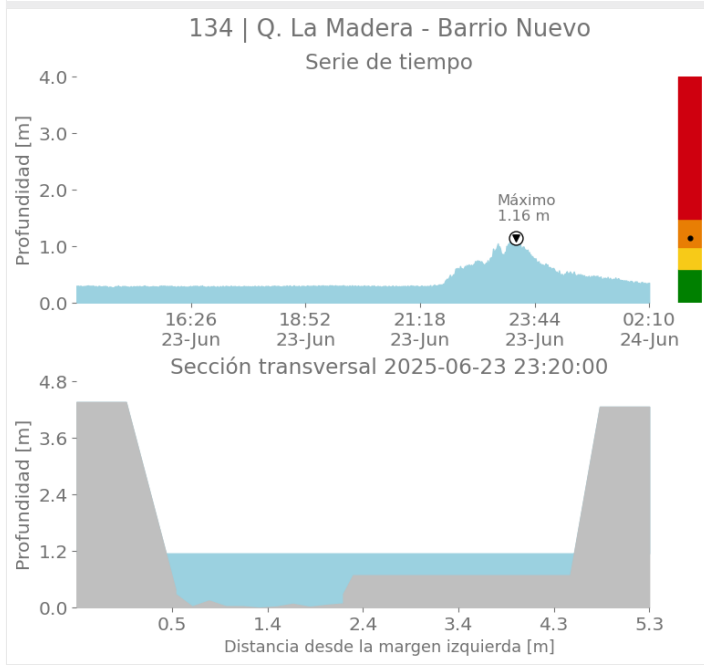 134 | Q. La Madera - Barrio Nuevo
Serie de tiempo
Profundidad [m]
4.0
3.0
2.0
1.0
0.0
Máximo
1.16 m
16:26 18:52 21:18 23:44 02:10
23-Jun 23-Jun 23-Jun 23-Jun 24-Jun
Sección transversal 2025-06-23 23:20:00
Profundidad [m]
4.8
3.6
2.4
1.2
0.0
0.5 1.4 2.4 3.4 4.3 5.3
Distancia desde la margen izquierda [m]